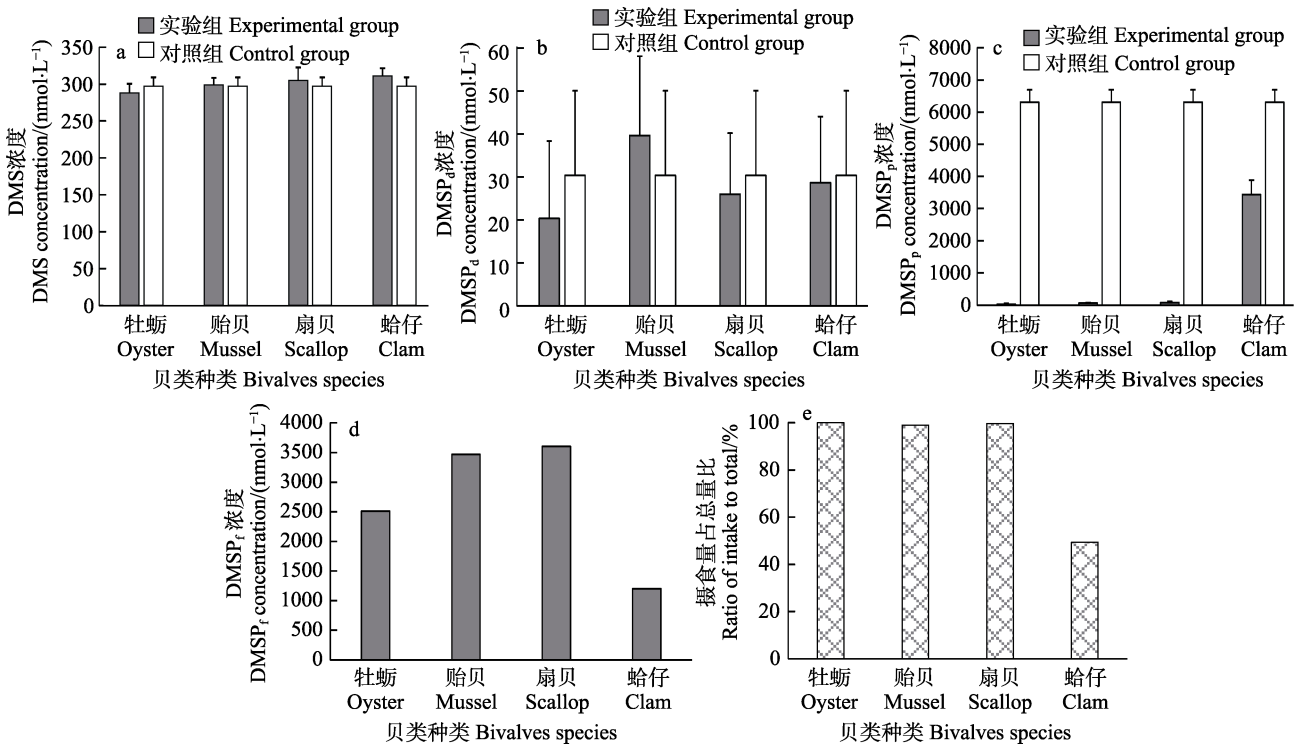 实验组 Experimental group
对照组 Control group
a
350
300
250
200
150
100
50
0
DMS浓度
DMS concentration/(nmol·L⁻¹)
牡蛎 贻贝 扇贝 蛤仔
Oyster Mussel Scallop Clam
贝类种类 Bivalves species
实验组 Experimental group
对照组 Control group
b
60
50
40
30
20
10
0
DMSPd浓度
DMSPd concentration/(nmol·L⁻¹)
牡蛎 贻贝 扇贝 蛤仔
Oyster Mussel Scallop Clam
贝类种类 Bivalves species
实验组 Experimental group
对照组 Control group
c
8000
7000
6000
5000
4000
3000
2000
1000
0
DMSPp浓度
DMSPp concentration/(nmol·L⁻¹)
牡蛎 贻贝 扇贝 蛤仔
Oyster Mussel Scallop Clam
贝类种类 Bivalves species
d
4000
3500
3000
2500
2000
1500
1000
500
0
DMSPf 浓度
DMSPf concentration/(nmol·L⁻¹)
牡蛎 贻贝 扇贝 蛤仔
Oyster Mussel Scallop Clam
贝类种类 Bivalves species
e
100
80
60
40
20
0
摄食量占总量比
Ratio of intake to total/%
牡蛎 贻贝 扇贝 蛤仔
Oyster Mussel Scallop Clam
贝类种类 Bivalves species